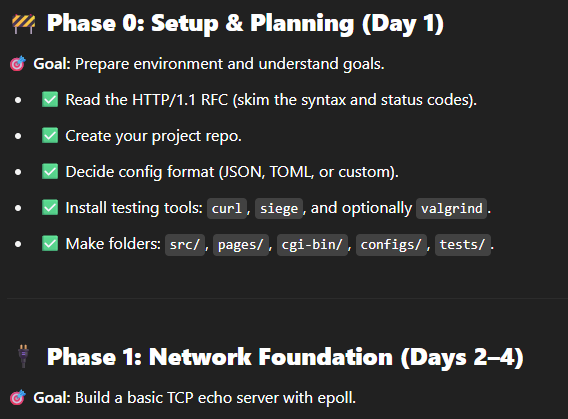 🚧 Phase 0: Setup & Planning (Day 1)
🎯 Goal: Prepare environment and understand goals.
• ✅ Read the HTTP/1.1 RFC (skim the syntax and status codes).
• ✅ Create your project repo.
• ✅ Decide config format (JSON, TOML, or custom).
• ✅ Install testing tools: curl, siege, and optionally valgrind.
• ✅ Make folders: src/, pages/, cgi-bin/, configs/, tests/.
🔌 Phase 1: Network Foundation (Days 2–4)
🎯 Goal: Build a basic TCP echo server with epoll.